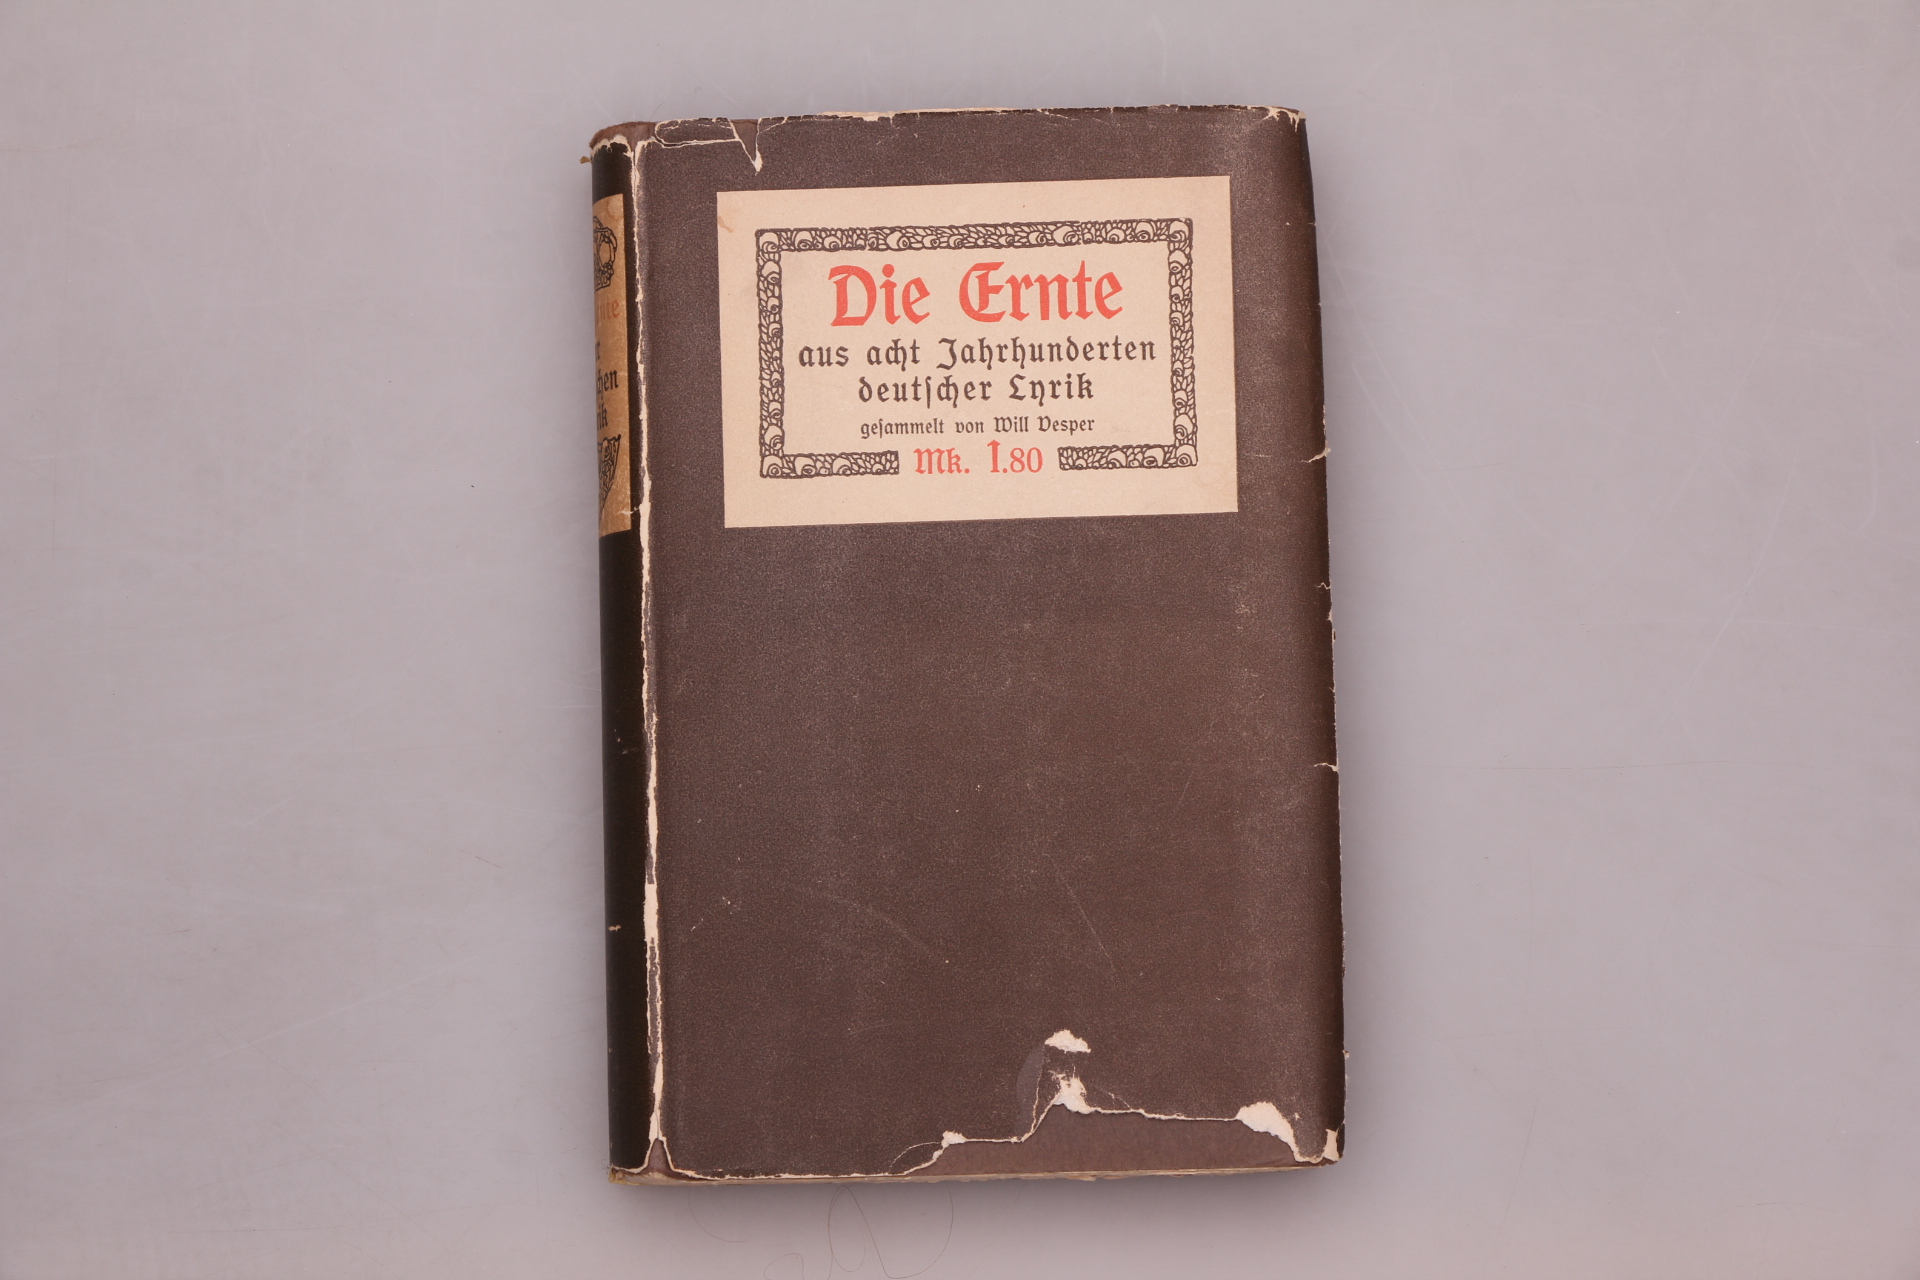 Die Ernte
aus acht Jahrhunderten
deutſcher Lyrik
geſammelt von Will Vesper
Mk. 1.80